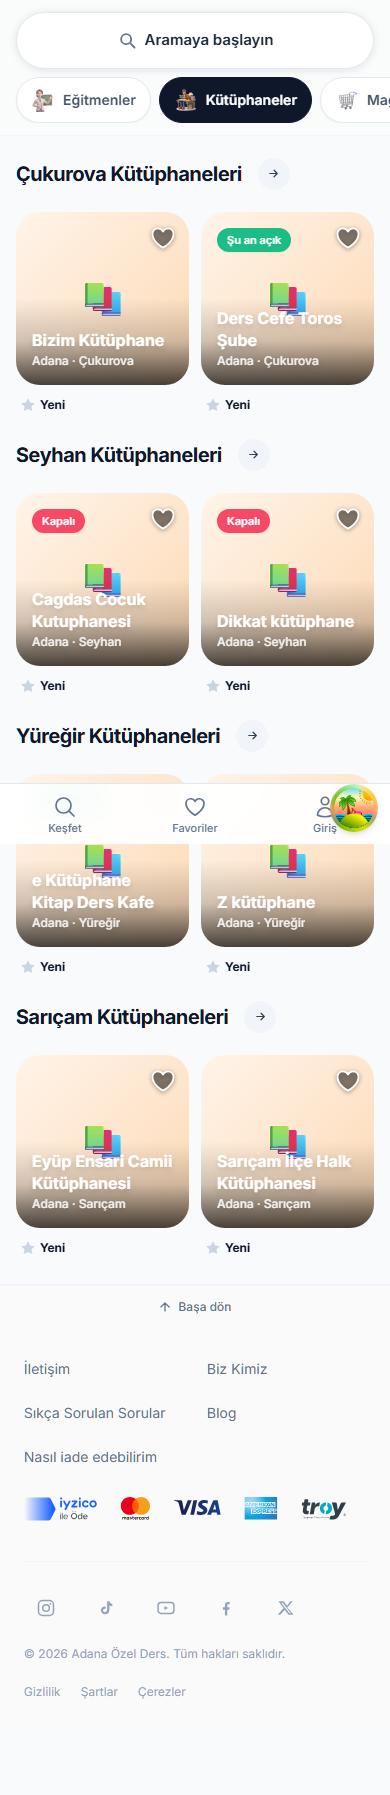 Aramaya başlayın
Eğitmenler
Kütüphaneler
Mağ
Çukurova Kütüphaneleri
Bizim Kütüphane
Adana · Çukurova
Yeni
Şu an açık
Ders Cefe Toros
Şube
Adana · Çukurova
Yeni
Seyhan Kütüphaneleri
Kapalı
Cagdas Cocuk
Kutuphanesi
Adana · Seyhan
Yeni
Kapalı
Dikkat kütüphane
Adana · Seyhan
Yeni
Yüreğir Kütüphaneleri
Keşfet
Favoriler
Giriş
e Kütüphane
Kitap Ders Kafe
Adana · Yüreğir
Yeni
Z kütüphane
Adana · Yüreğir
Yeni
Sarıçam Kütüphaneleri
Eyüp Ensari Camii
Kütüphanesi
Adana · Sarıçam
Yeni
Sarıçam İlçe Halk
Kütüphanesi
Adana · Sarıçam
Yeni
Başa dön
İletişim
Biz Kimiz
Sıkça Sorulan Sorular
Blog
Nasıl iade edebilirim
iyzico
ile Öde
mastercard
VISA
AMERICAN
EXPRESS
troy
© 2026 Adana Özel Ders. Tüm hakları saklıdır.
Gizlilik
Şartlar
Çerezler